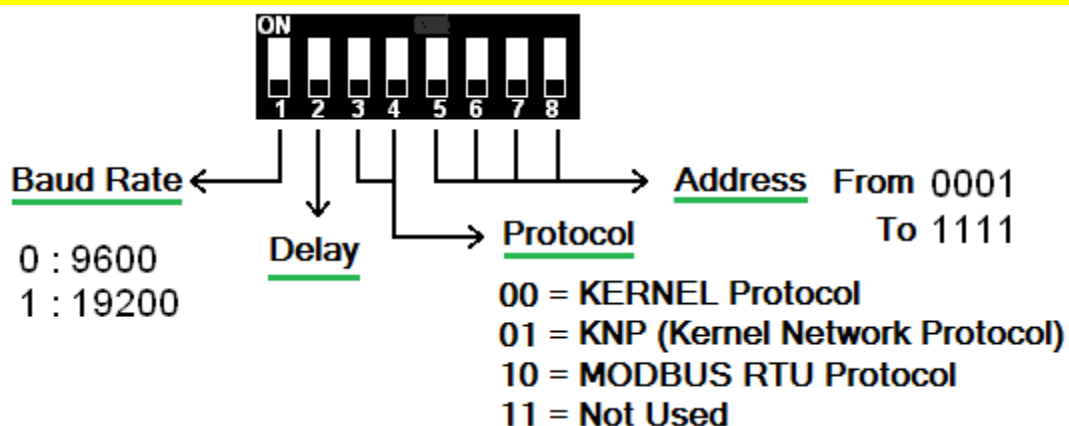 ON
1 2 3 4 5 6 7 8
Baud Rate
0 : 9600
1 : 19200
Delay
Protocol
00 = KERNEL Protocol
01 = KNP (Kernel Network Protocol)
10 = MODBUS RTU Protocol
11 = Not Used
Address From 0001
To 1111